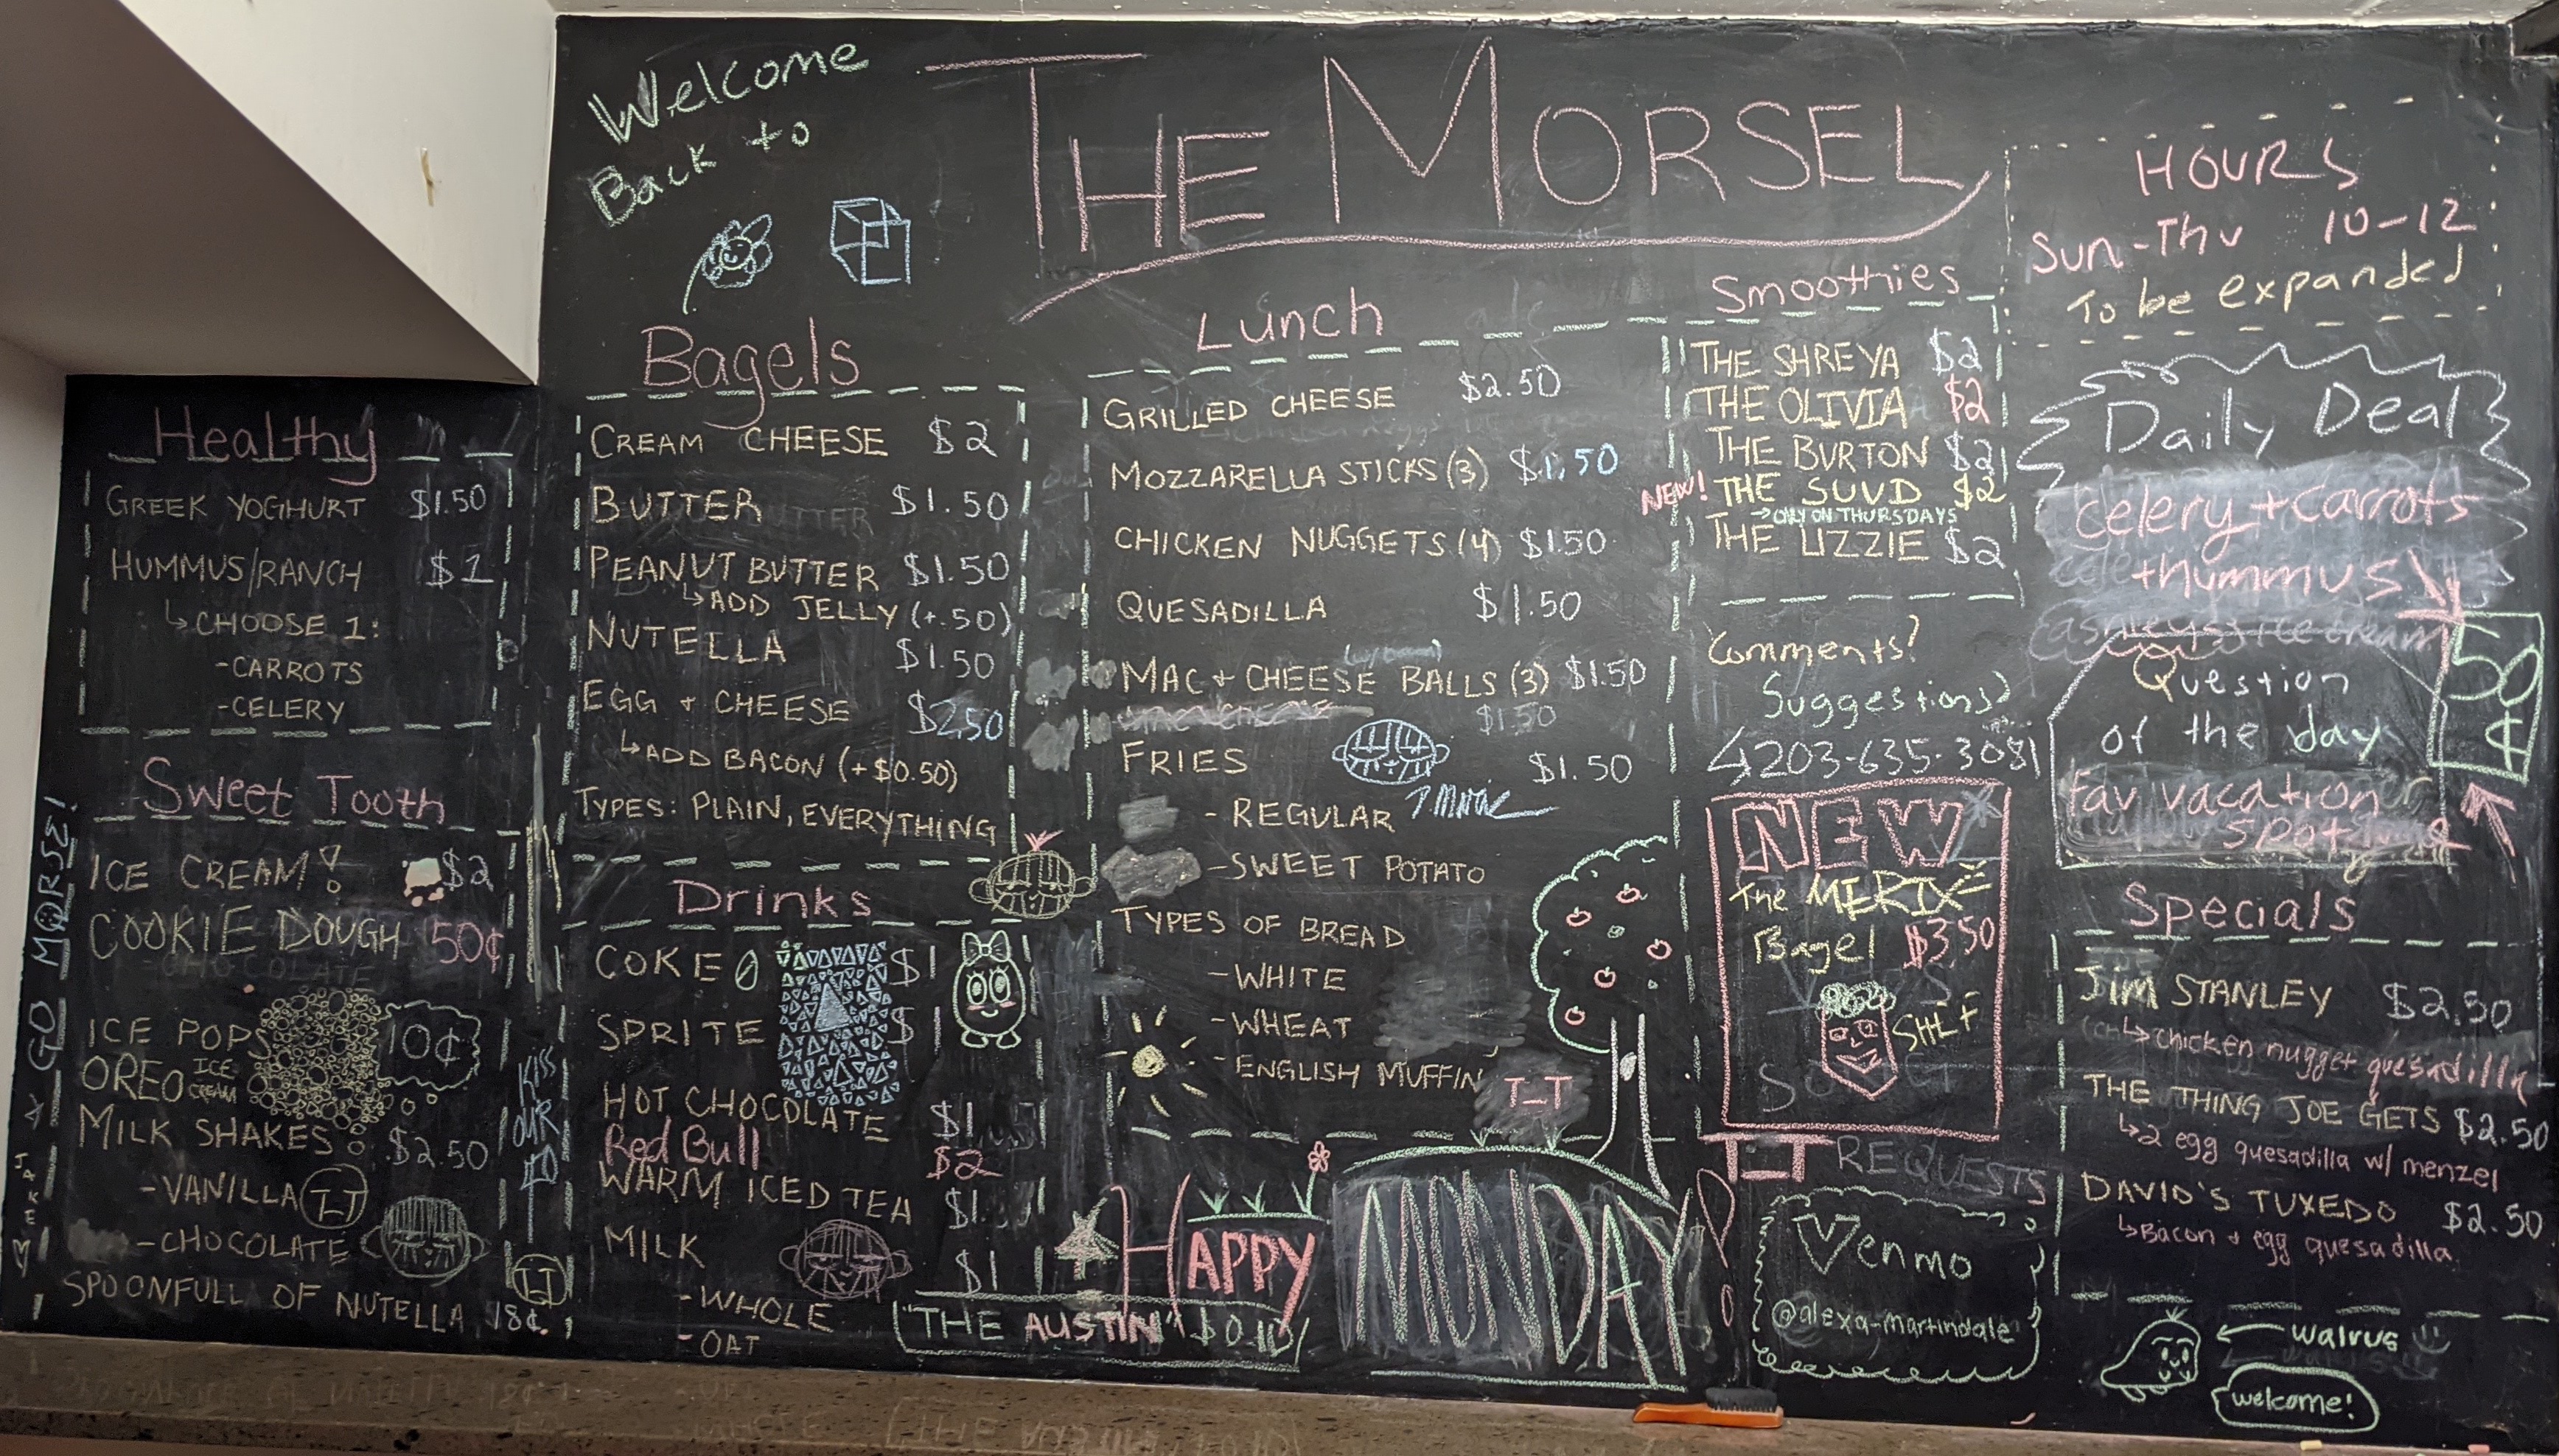 Welcome
Back to
THE MORSEL
HOURS
Sun-Thu 10-12
To be expanded
Healthy
GREEK YOGHURT $1.50
HUMMUS/RANCH $1
↳CHOOSE 1:
-CARROTS
-CELERY
Sweet Tooth
ICE CREAM! $2
COOKIE DOUGH 50¢
CHOCOLATE
ICE POPS 10¢
OREO ICE CREAM
MILK SHAKES $2.50
-VANILLA
-CHOCOLATE
SPOONFULL OF NUTELLA 18¢
GO MORSE!
JAKE
KISS
OUR
Bagels
CREAM CHEESE $2
BUTTER $1.50
PEANUT BUTTER $1.50
↳ADD JELLY (+.50)
NUTELLA $1.50
EGG + CHEESE $2.50
↳ADD BACON (+$0.50)
TYPES: PLAIN, EVERYTHING
Drinks
COKE 0 $1
SPRITE $1
HOT CHOCOLATE $1
Red Bull $2
WARM ICED TEA $1
MILK $1
-WHOLE
-OAT
("THE AUSTIN" $0.10)
Lunch
GRILLED CHEESE $2.50
MOZZARELLA STICKS (3) $1.50
CHICKEN NUGGETS (4) $1.50
QUESADILLA $1.50
MAC + CHEESE BALLS (3) $1.50
$1.50
FRIES $1.50
- REGULAR
-SWEET POTATO
TYPES OF BREAD
-WHITE
-WHEAT
-ENGLISH MUFFIN
HAPPY MONDAY!
Smoothies
THE SHREYA $2
THE OLIVIA $2
THE BURTON $2
NEW! THE SUVD $2
→ONLY ON THURSDAYS
THE LIZZIE $2
Comments?
Suggestions?
↳203-635-3081
NEW
The MERIX
Bagel $3.50
REQUESTS
Venmo
@alexa-martindale
Daily Deal
celery + carrots
+hummus
50¢
Question
of the day
Fav vacation
spot
Specials
Jim STANLEY $2.50
↳chicken nugget quesadilla
THE THING JOE GETS $2.50
↳2 egg quesadilla w/ menzel
DAVID'S TUXEDO $2.50
↳Bacon + egg quesadilla
walrus
welcome!